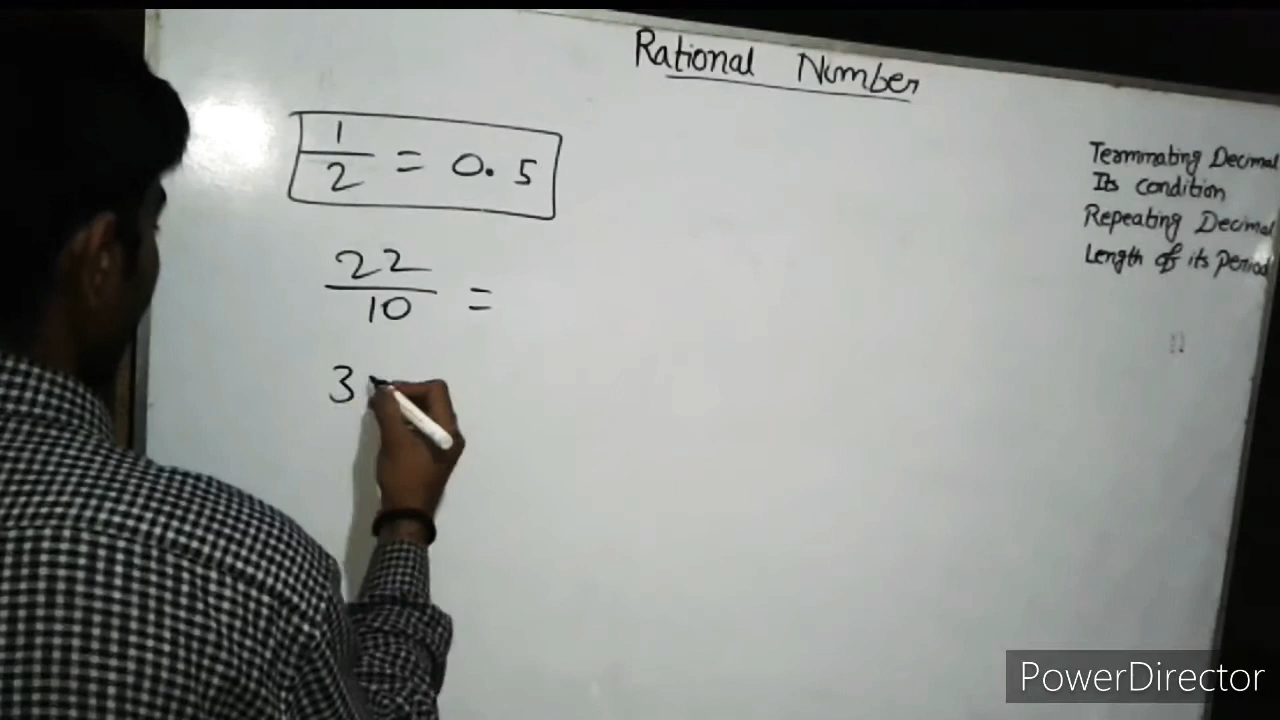 Rational Number
1/2 = 0.5
22/10 =
3
Terminating Decimal
Its condition
Repeating Decimal
Length of its Period
PowerDirector